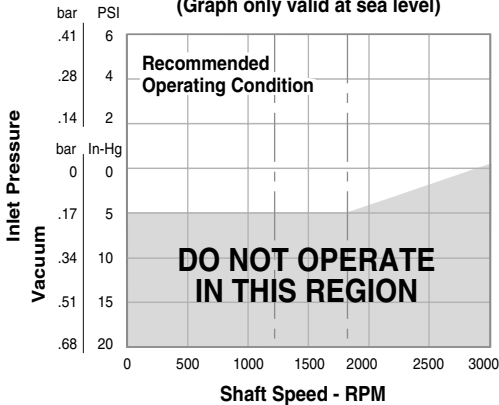 (Graph only valid at sea level)
bar PSI
.41 6
.28 4
.14 2
bar In-Hg
0 0
.17 5
.34 10
.51 15
.68 20
Inlet Pressure
Vacuum
Recommended
Operating Condition
DO NOT OPERATE
IN THIS REGION
0 500 1000 1500 2000 2500 3000
Shaft Speed - RPM